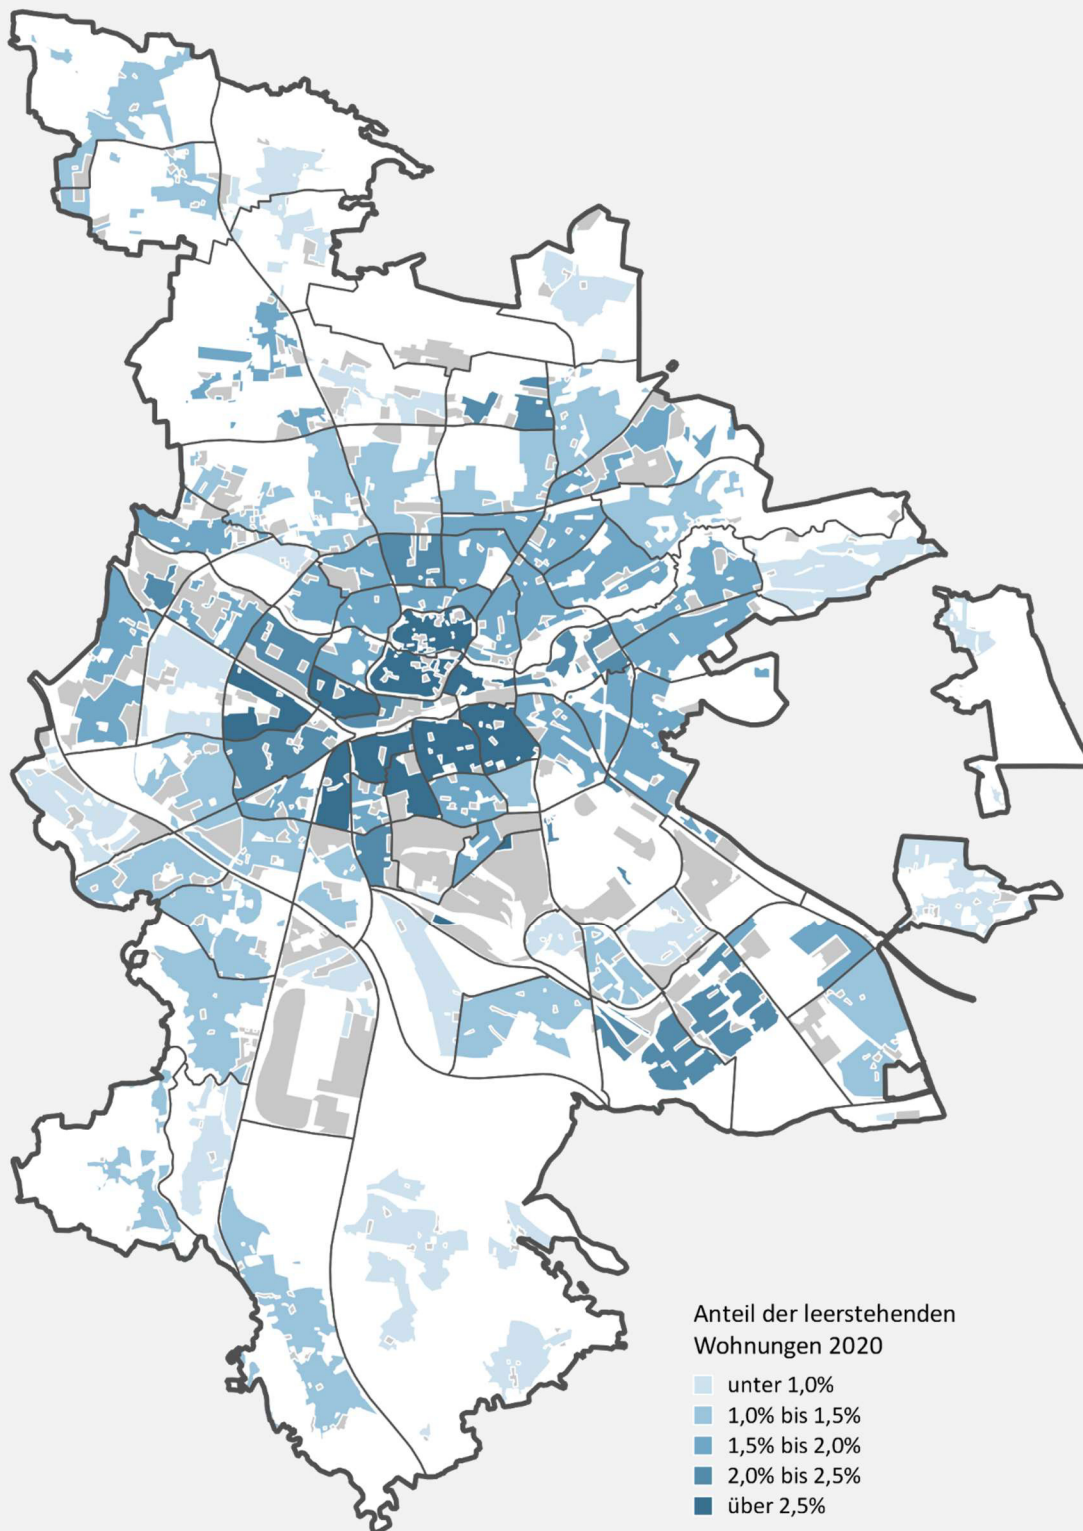 Anteil der leerstehenden
Wohnungen 2020
unter 1,0%
1,0% bis 1,5%
1,5% bis 2,0%
2,0% bis 2,5%
über 2,5%